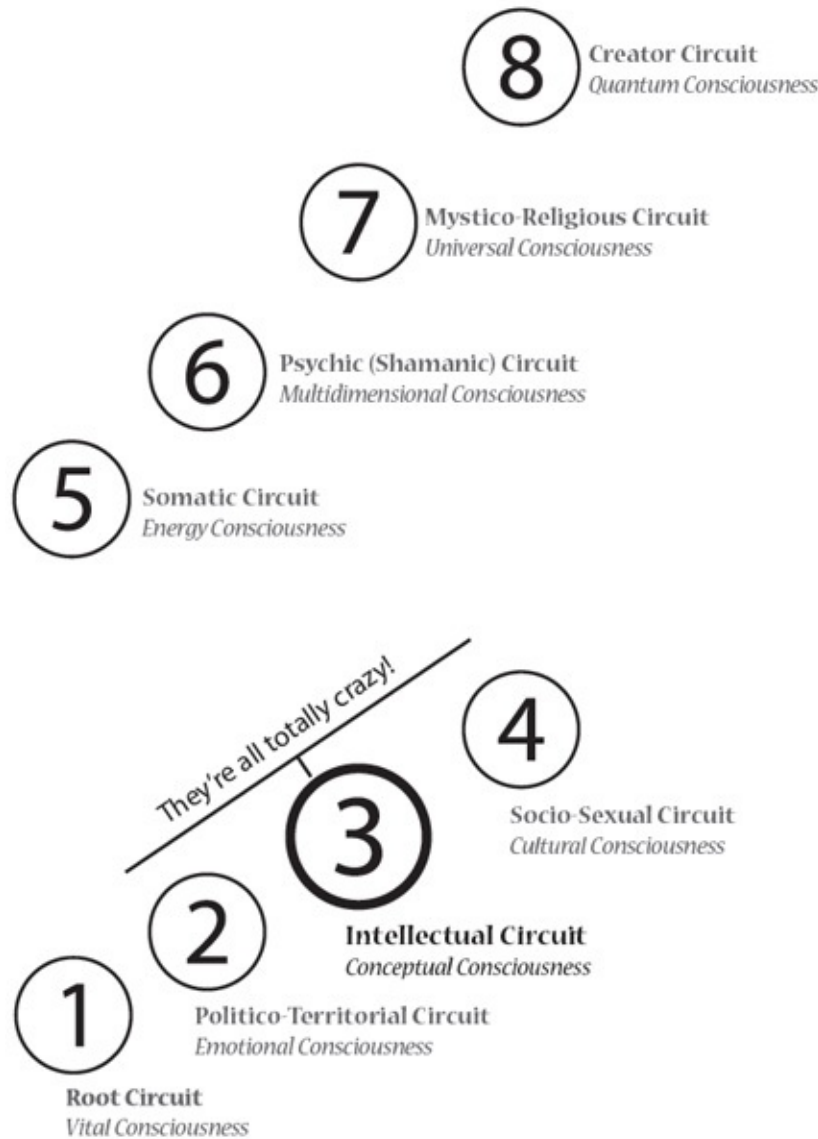 8
Creator Circuit
Quantum Consciousness
7
Mystico-Religious Circuit
Universal Consciousness
6
Psychic (Shamanic) Circuit
Multidimensional Consciousness
5
Somatic Circuit
Energy Consciousness
They're all totally crazy!
4
Socio-Sexual Circuit
Cultural Consciousness
3
Intellectual Circuit
Conceptual Consciousness
2
Politico-Territorial Circuit
Emotional Consciousness
1
Root Circuit
Vital Consciousness